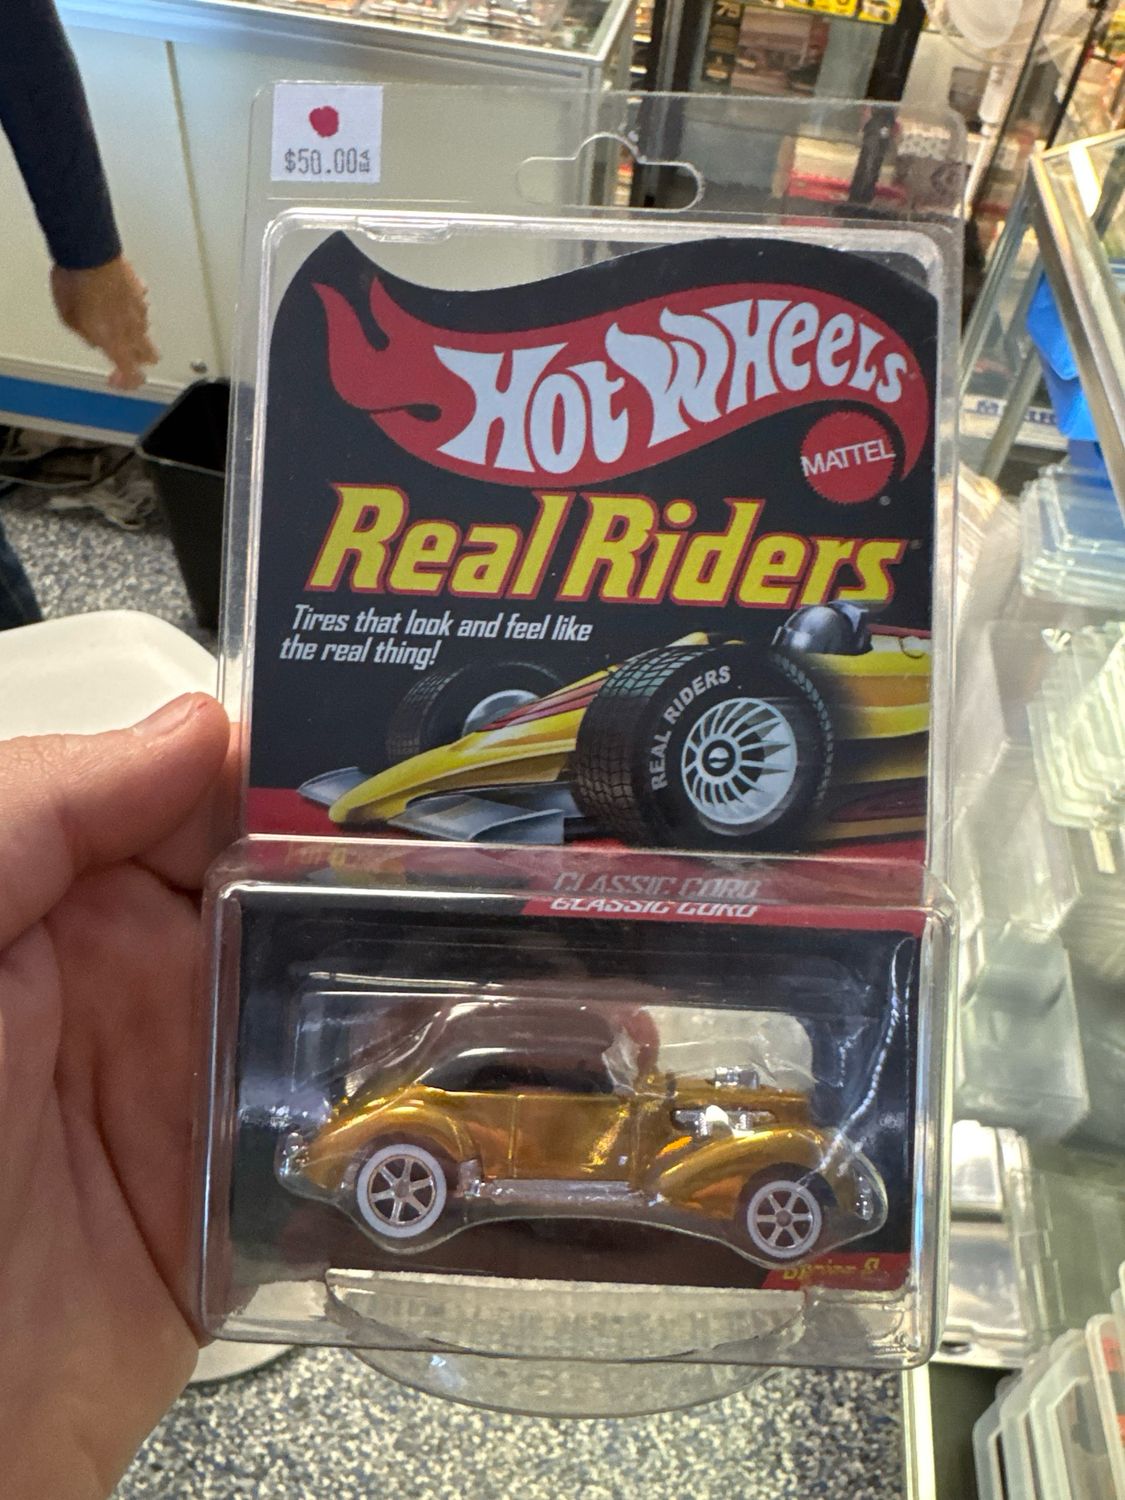 $50.00
HOT WHEELS
MATTEL
Real Riders
Tires that look and feel like
the real thing!
REAL RIDERS
CLASSIC CORD
CLASSIC CORD